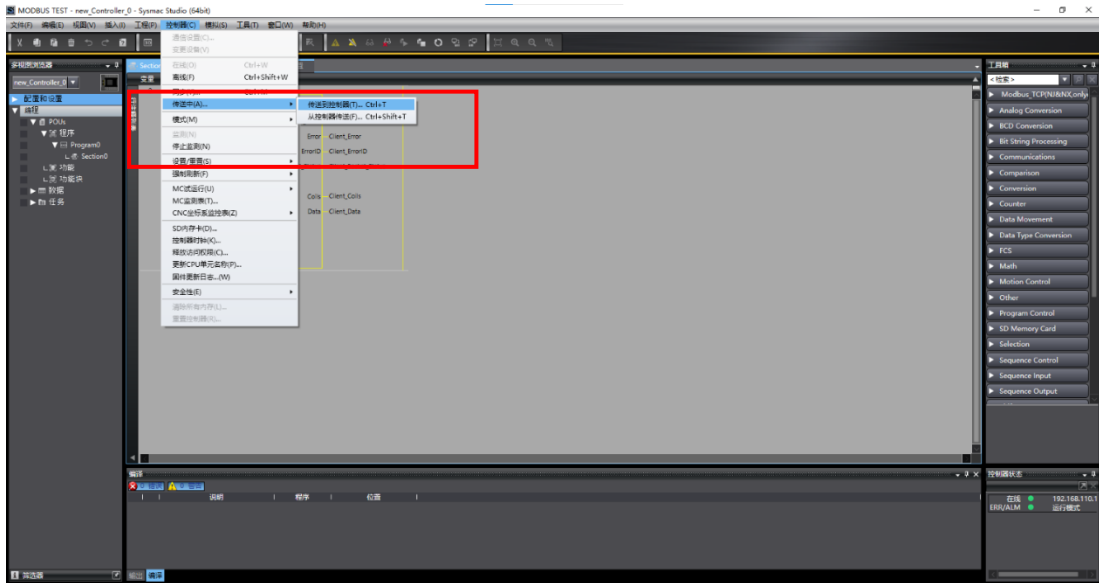 MODBUS TEST - new_Controller_0 - Sysmac Studio (64bit)
文件(F) 编辑(E) 视图(V) 插入(I) 工程(P) 控制器(C) 模拟(S) 工具(T) 窗口(W) 帮助(H)
通信设置(C)...
变更设备(V)
在线(O) Ctrl+W
离线(F) Ctrl+Shift+W
传送中(A)...
传送到控制器(T)... Ctrl+T
从控制器传送(F)... Ctrl+Shift+T
模式(M)
监测(N)
停止监测(N)
设置/重置(S)
强制刷新(F)
MC试运行(U)
MC监测表(T)...
CNC坐标系监控表(Z)
SD内存卡(D)...
控制器时钟(K)...
释放访问权限(C)...
更新CPU单元名称(P)...
固件更新日志...(W)
安全性(E)
清除所有内存(L)...
重置控制器(R)...
多视图浏览器
new_Controller_0
配置和设置
编程
POUs
程序
Program0
Section0
功能
功能块
数据
任务
筛选器
变量
Error Client_Error
ErrorID Client_ErrorID
Coils Client_Coils
Data Client_Data
工具箱
<检索>
Modbus_TCP(NJ&NX,only
Analog Conversion
BCD Conversion
Bit String Processing
Communications
Comparison
Conversion
Counter
Data Movement
Data Type Conversion
FCS
Math
Motion Control
Other
Program Control
SD Memory Card
Selection
Sequence Control
Sequence Input
Sequence Output
编译
说明 程序 位置
输出 编译
控制器状态
在线 192.168.110.1
ERR/ALM 运行模式